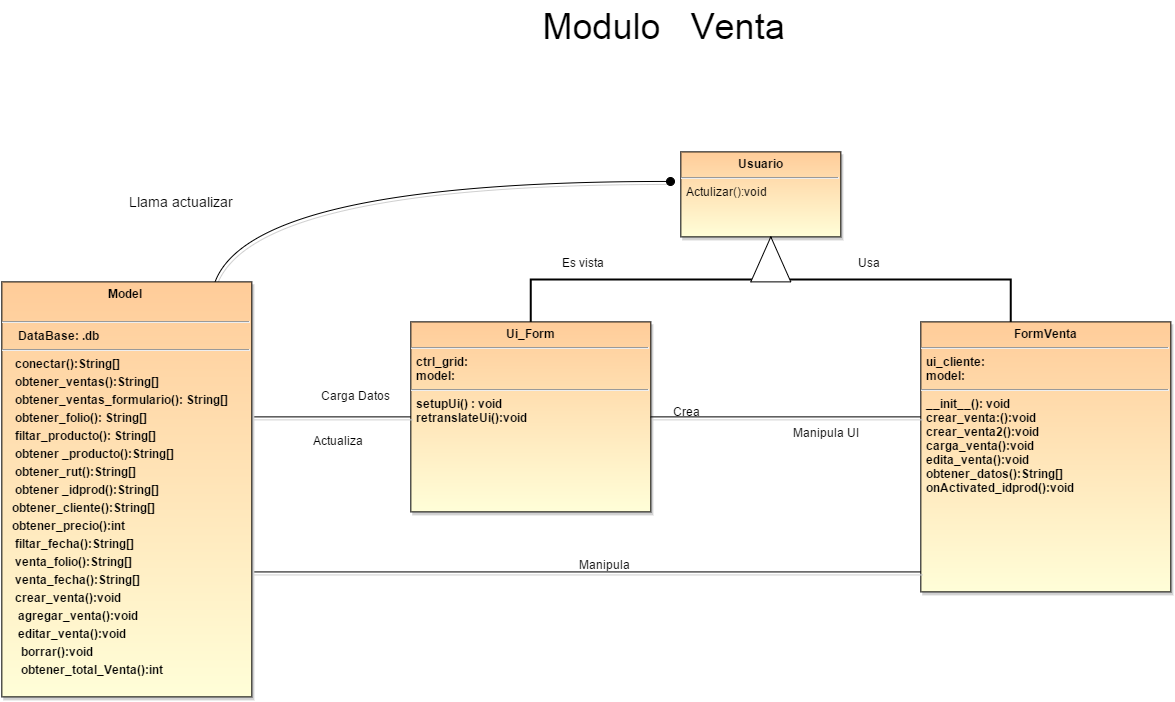 Modulo Venta
Usuario
Actulizar():void
Llama actualizar
Es vista
Usa
Model
DataBase: .db
conectar():String[]
obtener_ventas():String[]
obtener_ventas_formulario(): String[]
obtener_folio(): String[]
filtar_producto(): String[]
obtener _producto():String[]
obtener_rut():String[]
obtener _idprod():String[]
obtener_cliente():String[]
obtener_precio():int
filtar_fecha():String[]
venta_folio():String[]
venta_fecha():String[]
crear_venta():void
agregar_venta():void
editar_venta():void
borrar():void
obtener_total_Venta():int
Carga Datos
Actualiza
Ui_Form
ctrl_grid:
model:
setupUi() : void
retranslateUi():void
Crea
Manipula UI
Manipula
FormVenta
ui_cliente:
model:
__init__(): void
crear_venta:():void
crear_venta2():void
carga_venta():void
edita_venta():void
obtener_datos():String[]
onActivated_idprod():void